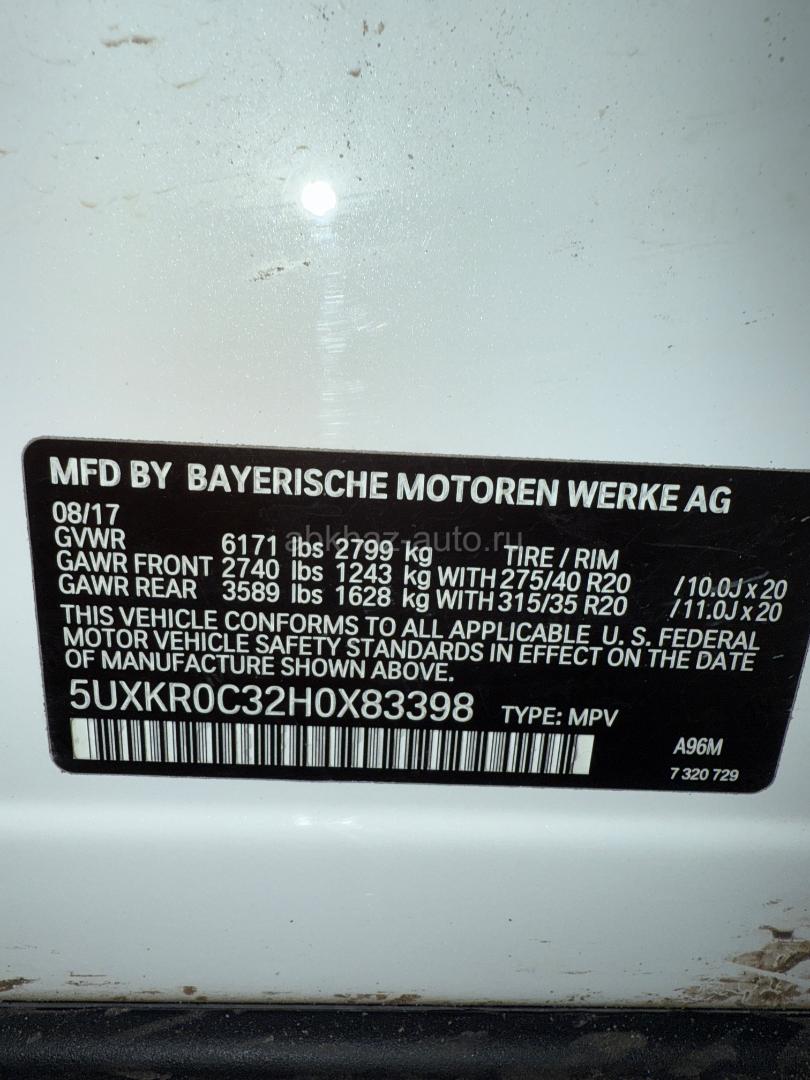 MFD BY BAYERISCHE MOTOREN WERKE AG
08/17
GVWR 6171 lbs 2799 kg TIRE / RIM
GAWR FRONT 2740 lbs 1243 kg WITH 275/40 R20 /10.0J x 20
GAWR REAR 3589 lbs 1628 kg WITH 315/35 R20 /11.0J x 20
THIS VEHICLE CONFORMS TO ALL APPLICABLE U. S. FEDERAL
MOTOR VEHICLE SAFETY STANDARDS IN EFFECT ON THE DATE
OF MANUFACTURE SHOWN ABOVE.
5UXKR0C32H0X83398 TYPE: MPV
A96M
7 320 729
abkhaz-auto.ru